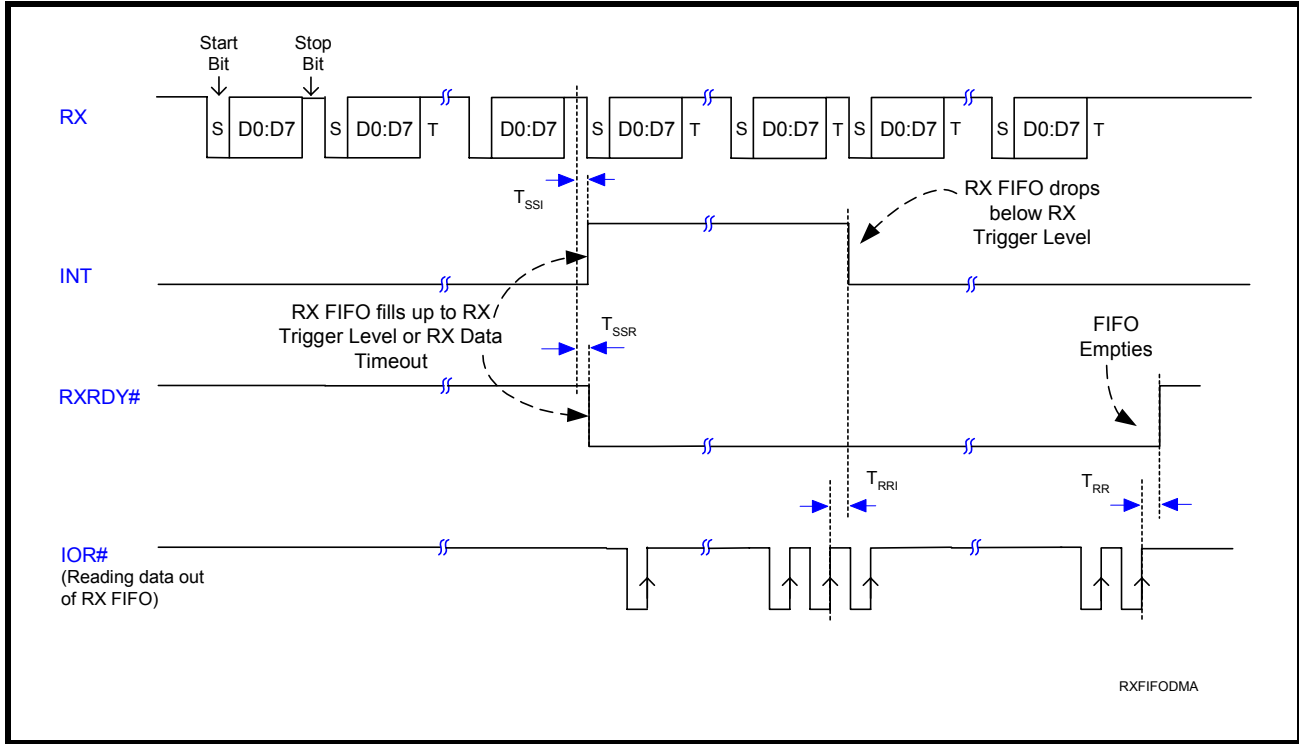 Start
Bit
Stop
Bit
RX
S D0:D7 S D0:D7 T D0:D7 S D0:D7 T S D0:D7 T S D0:D7 T S D0:D7 T
TSSI
RX FIFO drops
below RX
Trigger Level
INT
RX FIFO fills up to RX
Trigger Level or RX Data
Timeout
TSSR
FIFO
Empties
RXRDY#
TRRI
TRR
IOR#
(Reading data out
of RX FIFO)
RXFIFODMA